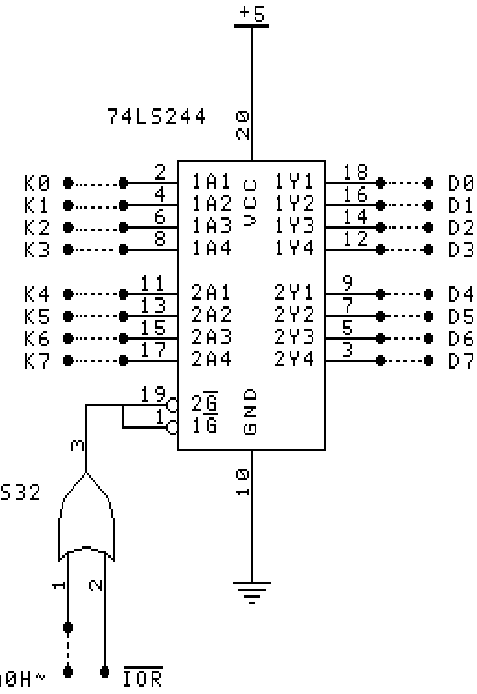 +5
74LS244
20
K0 2 1A1 VCC 1Y1 18 D0
K1 4 1A2 1Y2 16 D1
K2 6 1A3 1Y3 14 D2
K3 8 1A4 1Y4 12 D3
K4 11 2A1 2Y1 9 D4
K5 13 2A2 2Y2 7 D5
K6 15 2A3 2Y3 5 D6
K7 17 2A4 2Y4 3 D7
19 2G̅ GND
1 1G̅
3
10
S32
1 2
0H~ I̅O̅R̅